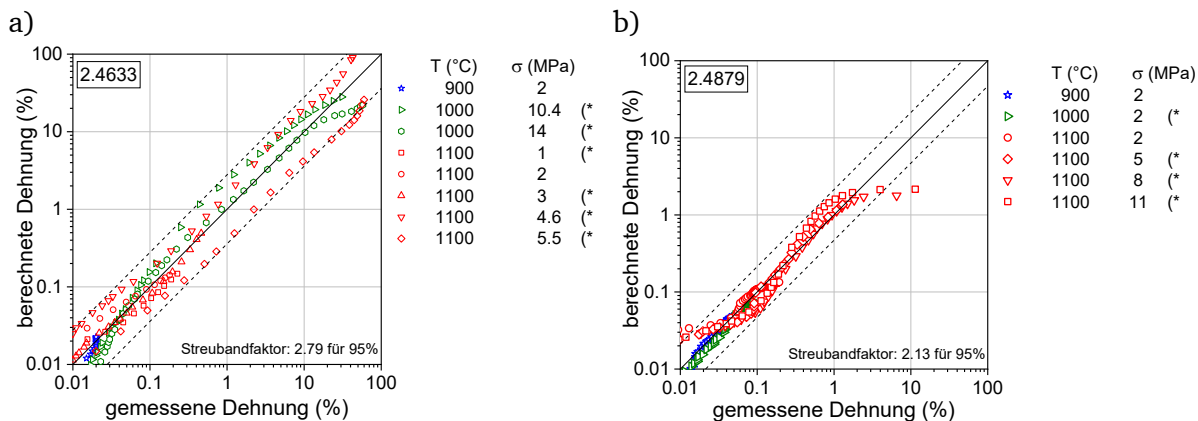 a)
2.4633
berechnete Dehnung (%)
100
10
1
0.1
0.01
0.01 0.1 1 10 100
gemessene Dehnung (%)
Streubandfaktor: 2.79 für 95%
T (°C) σ (MPa)
900 2
1000 10.4 (*
1000 14 (*
1100 1 (*
1100 2
1100 3 (*
1100 4.6 (*
1100 5.5 (*
b)
2.4879
berechnete Dehnung (%)
100
10
1
0.1
0.01
0.01 0.1 1 10 100
gemessene Dehnung (%)
Streubandfaktor: 2.13 für 95%
T (°C) σ (MPa)
900 2
1000 2 (*
1100 2
1100 5 (*
1100 8 (*
1100 11 (*